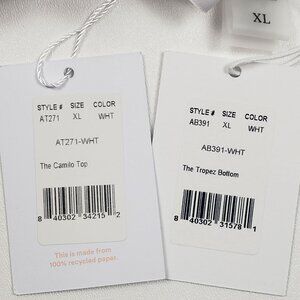 XL
STYLE # SIZE COLOR
AT271 XL WHT
AT271-WHT
The Camilo Top
8 40302 34215 2
This is made from
100% recycled paper.
STYLE # SIZE COLOR
AB391 XL WHT
AB391-WHT
The Tropez Bottom
8 40302 31578 1